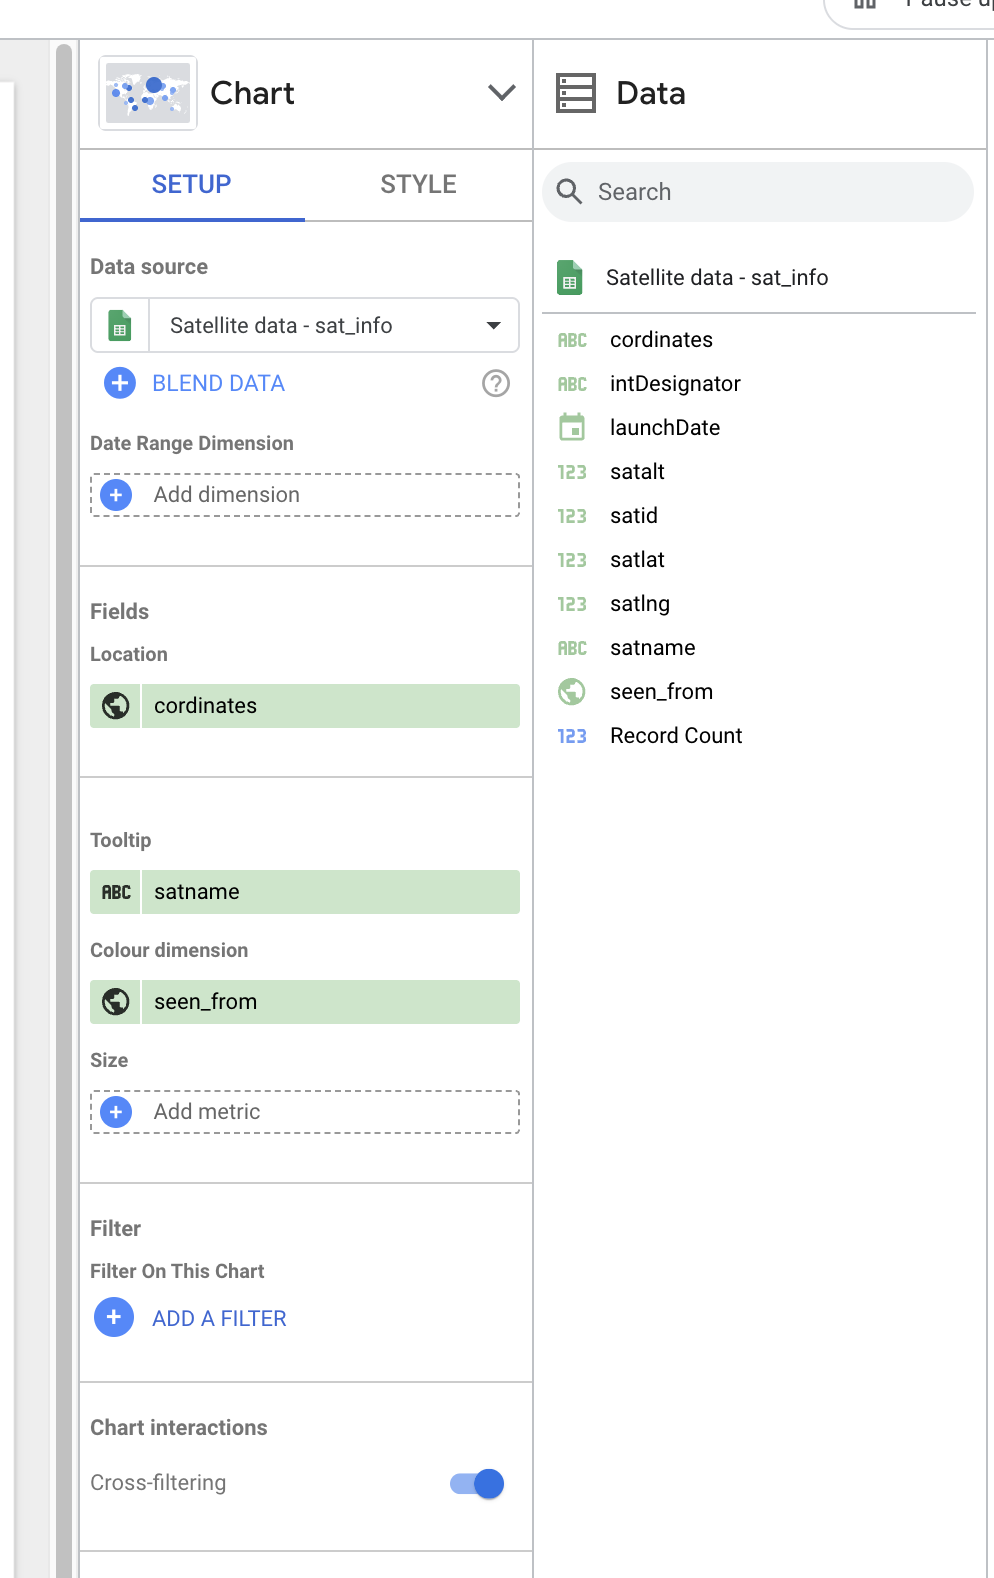 Chart
SETUP
STYLE
Data source
Satellite data - sat_info
BLEND DATA
Date Range Dimension
Add dimension
Fields
Location
cordinates
Tooltip
ABC satname
Colour dimension
seen_from
Size
Add metric
Filter
Filter On This Chart
ADD A FILTER
Chart interactions
Cross-filtering
Data
Search
Satellite data - sat_info
ABC cordinates
ABC intDesignator
launchDate
123 satalt
123 satid
123 satlat
123 satlng
ABC satname
seen_from
123 Record Count